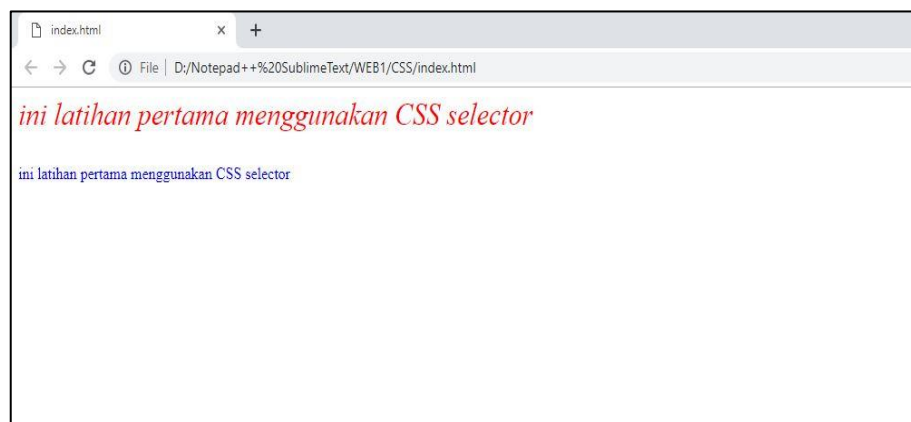 index.html
File | D:/Notepad++%20SublimeText/WEB1/CSS/index.html
ini latihan pertama menggunakan CSS selector
ini latihan pertama menggunakan CSS selector